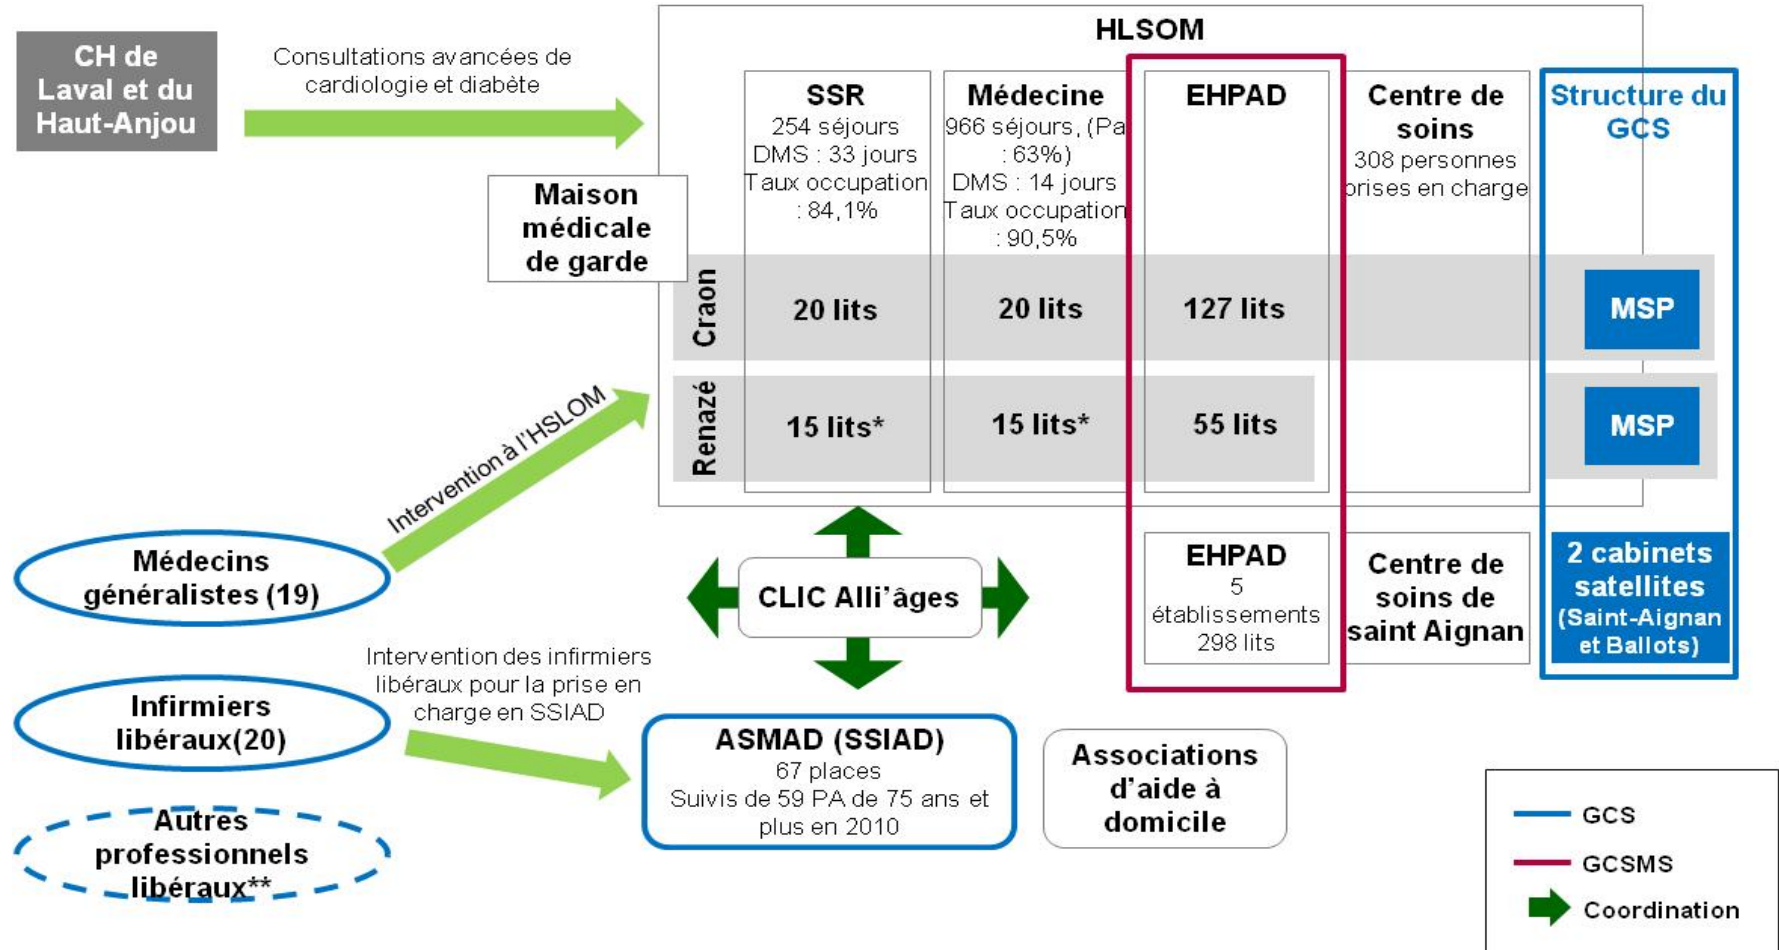 HLSOM
CH de
Laval et du
Haut-Anjou
Consultations avancées de
cardiologie et diabète
SSR
254 séjours
DMS : 33 jours
Taux occupation
: 84,1%
Médecine
966 séjours, (Pa
: 63%)
DMS : 14 jours
Taux occupation
: 90,5%
EHPAD
Centre de
soins
308 personnes
prises en charge
Structure du
GCS
Maison
médicale
de garde
Craon
20 lits
20 lits
127 lits
MSP
Renazé
15 lits*
15 lits*
55 lits
MSP
Intervention à l'HSLOM
Médecins
généralistes (19)
CLIC Alli'âges
EHPAD
5
établissements
298 lits
Centre de
soins de
saint Aignan
2 cabinets
satellites
(Saint-Aignan
et Ballots)
Intervention des infirmiers
libéraux pour la prise en
charge en SSIAD
Infirmiers
libéraux(20)
ASMAD (SSIAD)
67 places
Suivis de 59 PA de 75 ans et
plus en 2010
Associations
d'aide à
domicile
Autres
professionnels
libéraux**
GCS
GCSMS
Coordination